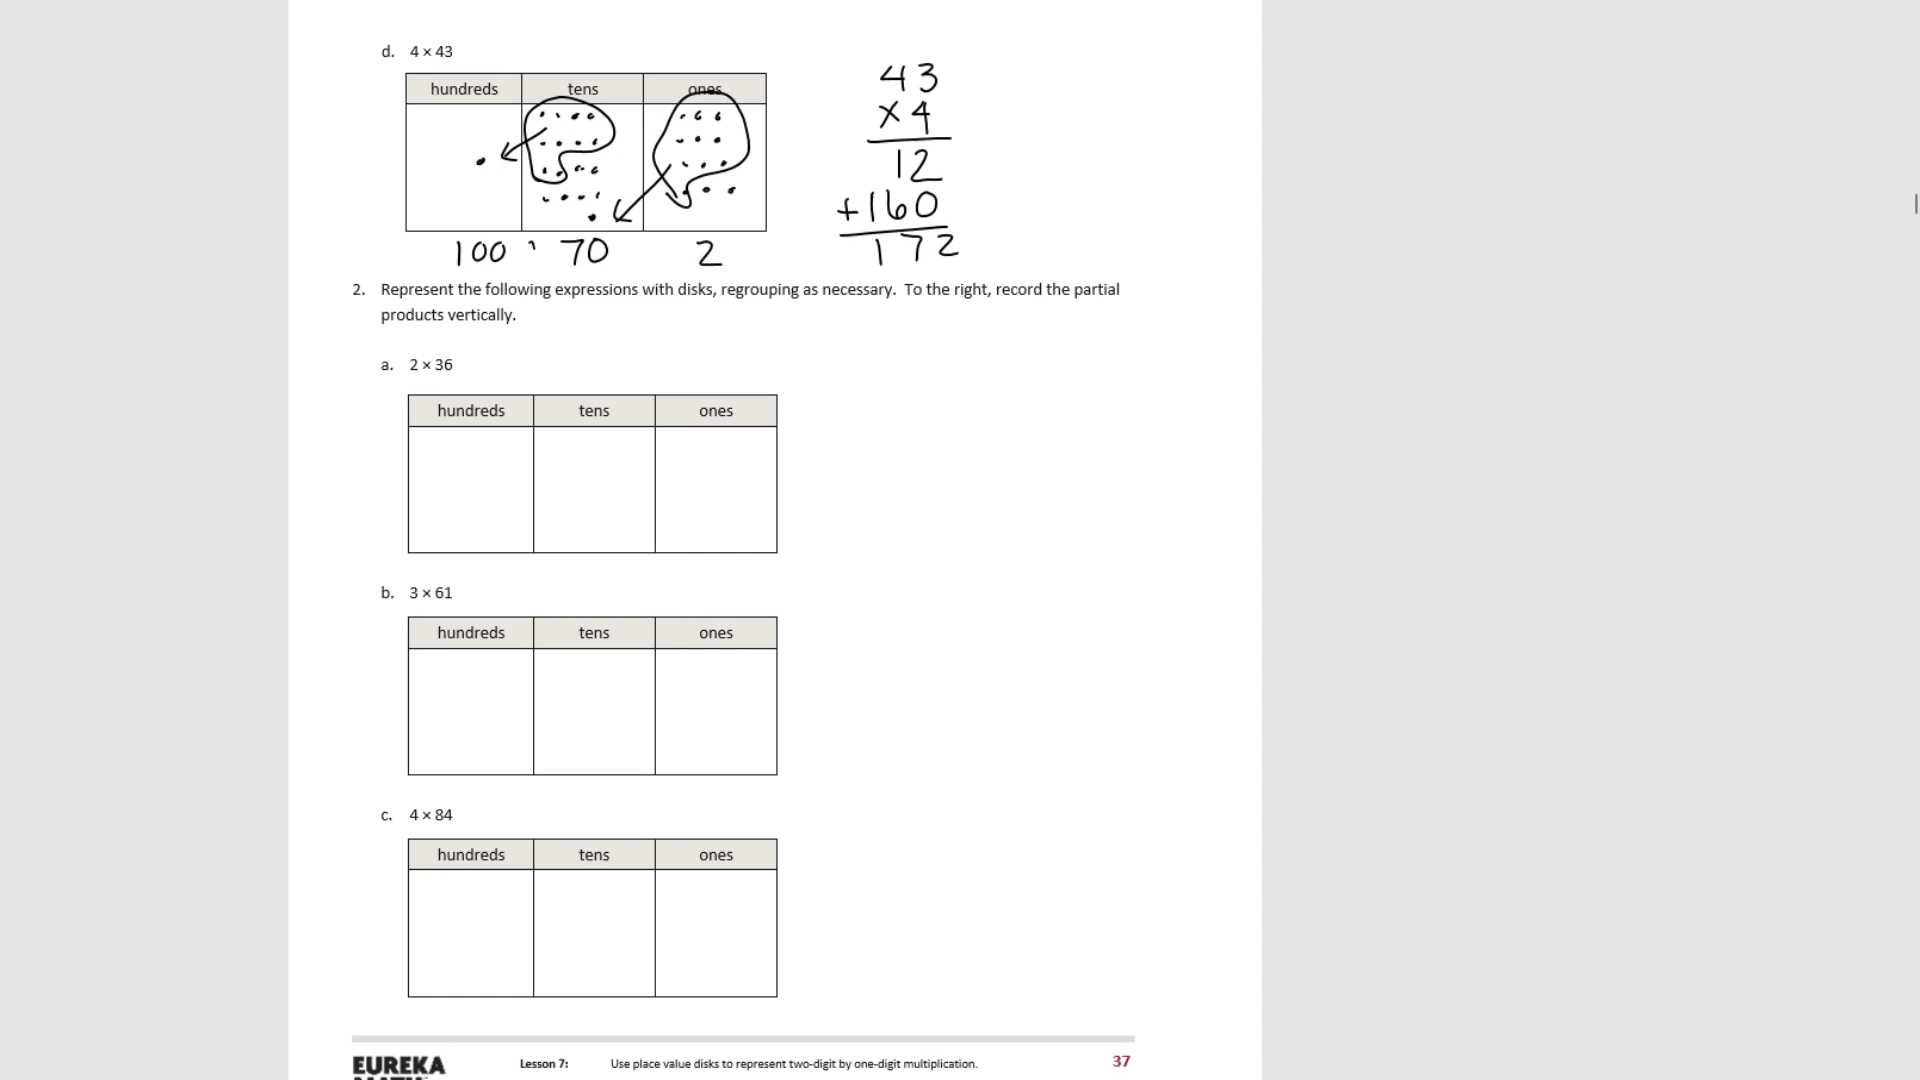 d. 4 × 43
hundreds tens ones
100 70 2
43
×4
12
+160
172
2. Represent the following expressions with disks, regrouping as necessary. To the right, record the partial
products vertically.
a. 2 × 36
hundreds tens ones
b. 3 × 61
hundreds tens ones
c. 4 × 84
hundreds tens ones
EUREKA
MATH
Lesson 7: Use place value disks to represent two-digit by one-digit multiplication.
37